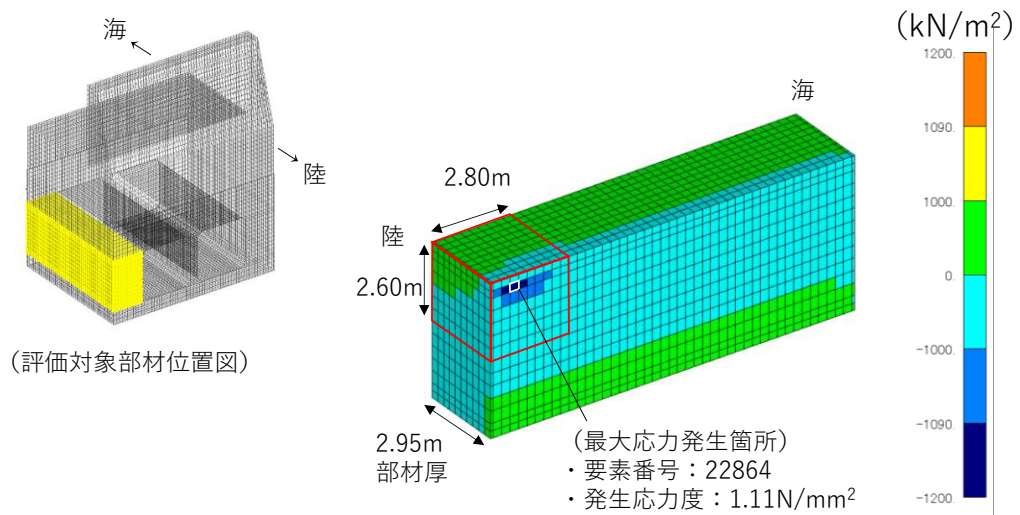 海
陸
(評価対象部材位置図)
海
2.80m
陸
2.60m
2.95m
部材厚
(最大応力発生箇所)
・要素番号：22864
・発生応力度：1.11N/mm²
(kN/m²)
1200.
1090.
1000.
0.
-1000.
-1090.
-1200.